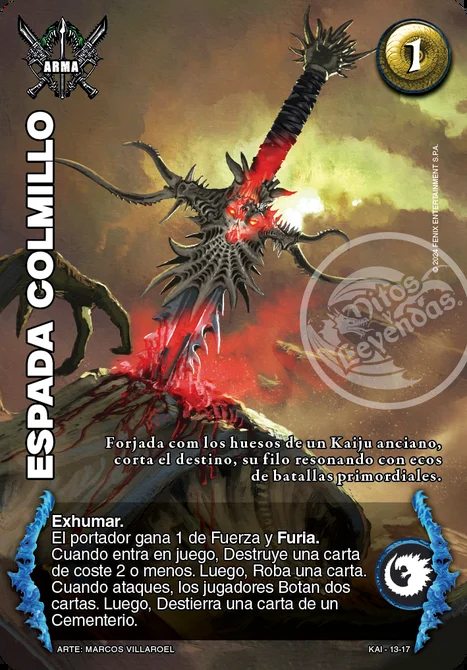 ARMA
1
ESPADA COLMILLO
© 2024 FENIX ENTERTAINMENT S.P.A.
Mitos
y
Leyendas
Forjada com los huesos de un Kaiju anciano,
corta el destino, su filo resonando con ecos
de batallas primordiales.
Exhumar.
El portador gana 1 de Fuerza y Furia.
Cuando entra en juego, Destruye una carta
de coste 2 o menos. Luego, Roba una carta.
Cuando ataques, los jugadores Botan dos
cartas. Luego, Destierra una carta de un
Cementerio.
ARTE: MARCOS VILLAROEL
KAI - 13-17